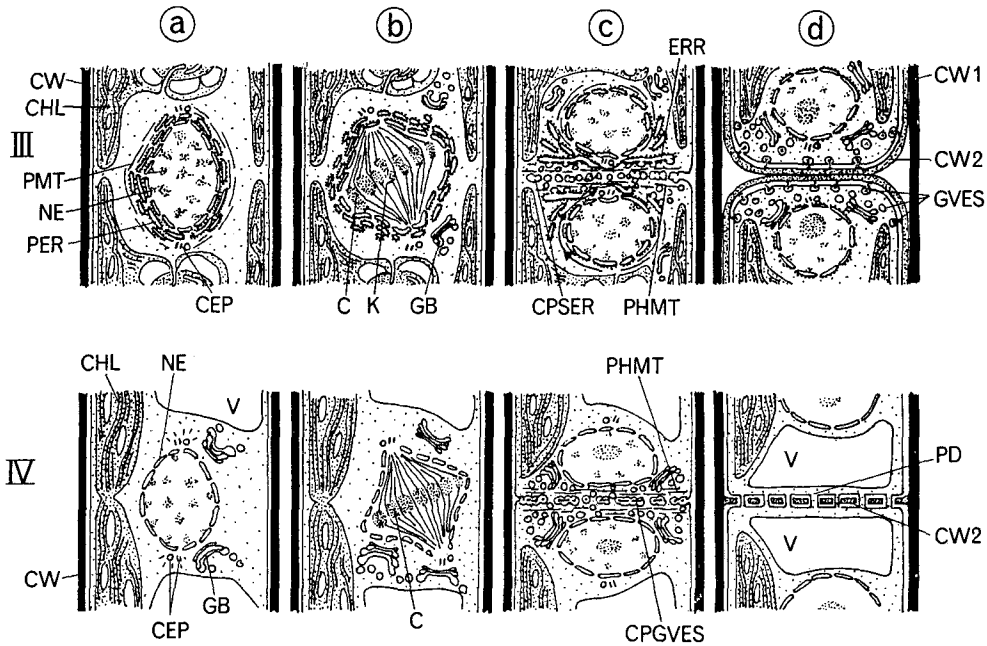 a b c d
ERR
CW
CHL
CW1
III
PMT
CW2
NE
GVES
PER
CEP C K GB CPSER PHMT
CHL NE PHMT
V
IV
V PD
CW2
V
CW
GB
CEP C CPGVES